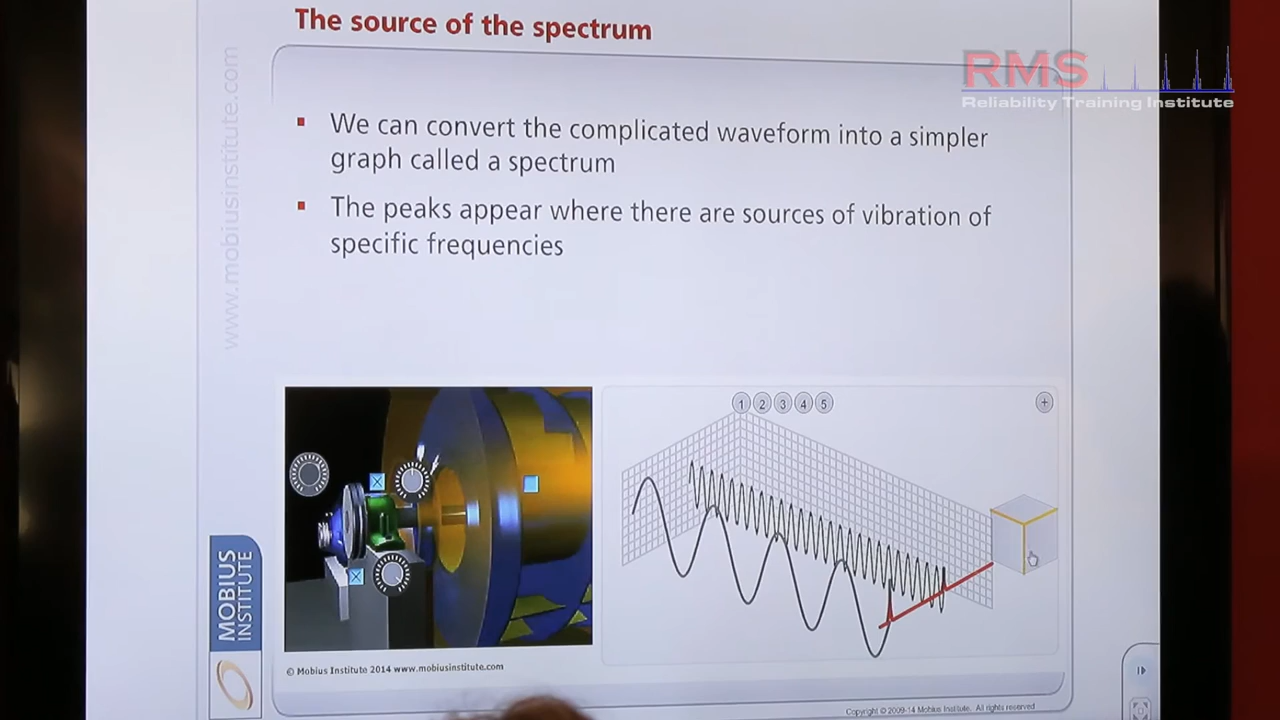 The source of the spectrum
RMS
Reliability Training Institute
www.mobiusinstitute.com
▪ We can convert the complicated waveform into a simpler
graph called a spectrum
▪ The peaks appear where there are sources of vibration of
specific frequencies
1 2 3 4 5
+
MOBIUS
INSTITUTE
© Mobius Institute 2014 www.mobiusinstitute.com
Copyright © 2009-14 Mobius Institute. All rights reserved